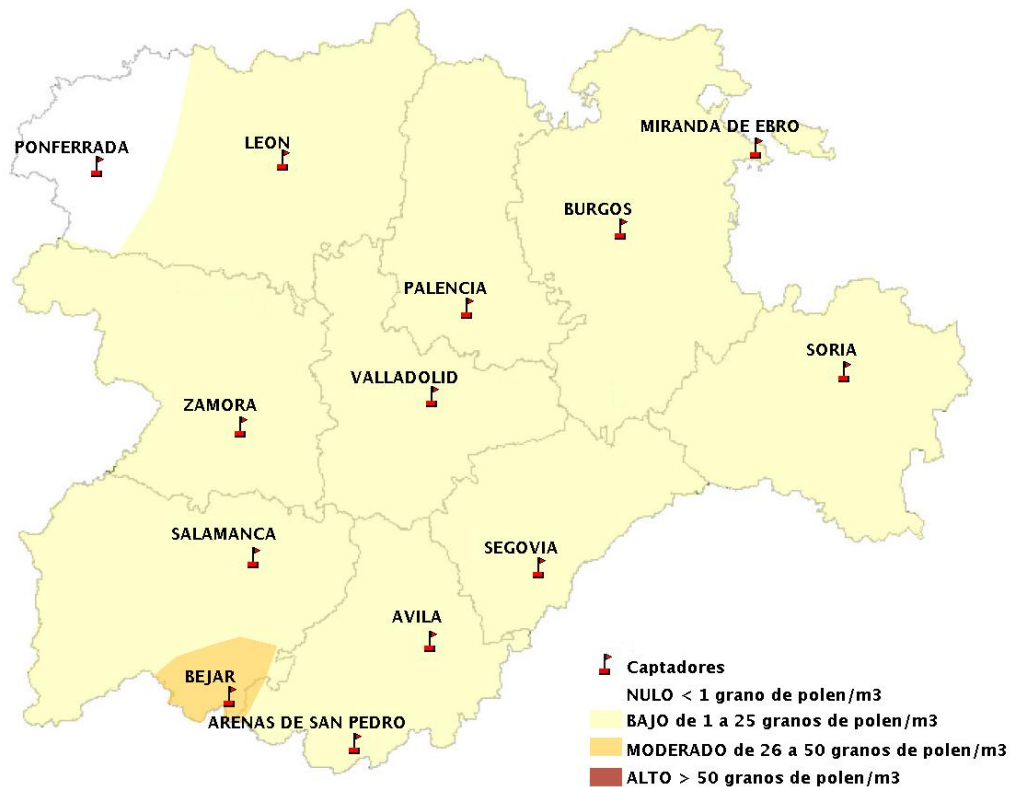 MIRANDA DE EBRO
PONFERRADA
LEON
BURGOS
PALENCIA
SORIA
VALLADOLID
ZAMORA
SALAMANCA
SEGOVIA
AVILA
BEJAR
ARENAS DE SAN PEDRO
Captadores
NULO < 1 grano de polen/m3
BAJO de 1 a 25 granos de polen/m3
MODERADO de 26 a 50 granos de polen/m3
ALTO > 50 granos de polen/m3